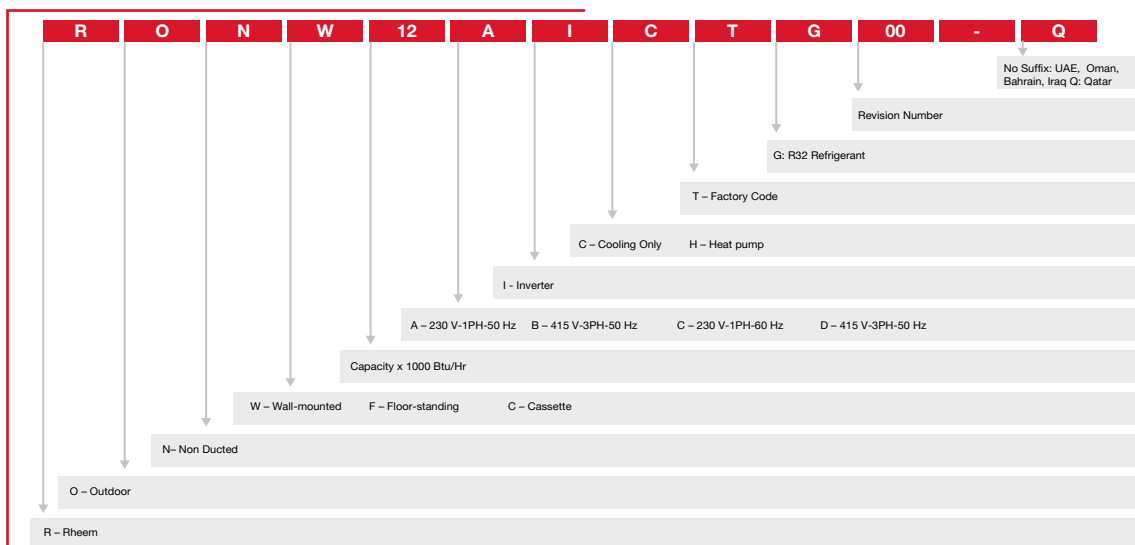 R O N W 12 A I C T G 00 - Q
No Suffix: UAE, Oman,
Bahrain, Iraq Q: Qatar
Revision Number
G: R32 Refrigerant
T – Factory Code
C – Cooling Only H – Heat pump
I - Inverter
A – 230 V-1PH-50 Hz B – 415 V-3PH-50 Hz C – 230 V-1PH-60 Hz D – 415 V-3PH-50 Hz
Capacity x 1000 Btu/Hr
W – Wall-mounted F – Floor-standing C – Cassette
N– Non Ducted
O – Outdoor
R – Rheem